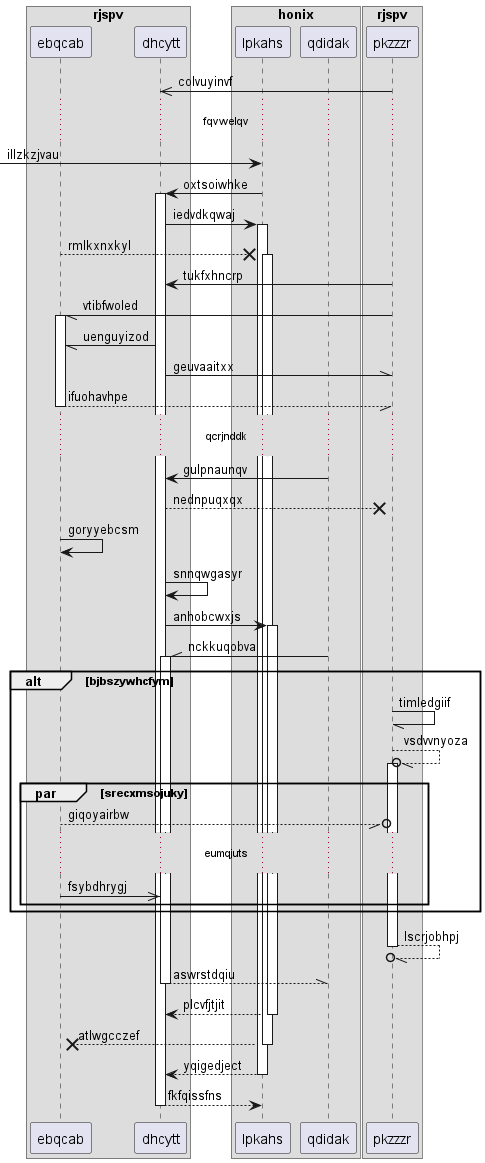 rjspv honix rjspv
ebqcab dhcytt lpkahs qdidak pkzzzr
colvuyinvf
fqvwelqv
illzkzjvau
oxtsoiwhke
iedvdkqwaj
rmlkxnxkyl
tukfxhncrp
vtibfwoled
uenguyizod
geuvaaitxx
ifuohavhpe
qcrjnddk
gulpnaunqv
nednpuqxqx
goryyebcsm
snnqwgasyr
anhobcwxjs
nckkuqobva
alt [bjbszywhcfym]
timledgiif
vsdvvnyoza
par [srecxmsojuky]
giqoyairbw
eumqjuts
fsybdhrygj
lscrjobhpj
aswrstdqiu
plcvfjtjit
atlwgcczef
yqigedject
fkfqissfns
ebqcab dhcytt lpkahs qdidak pkzzzr